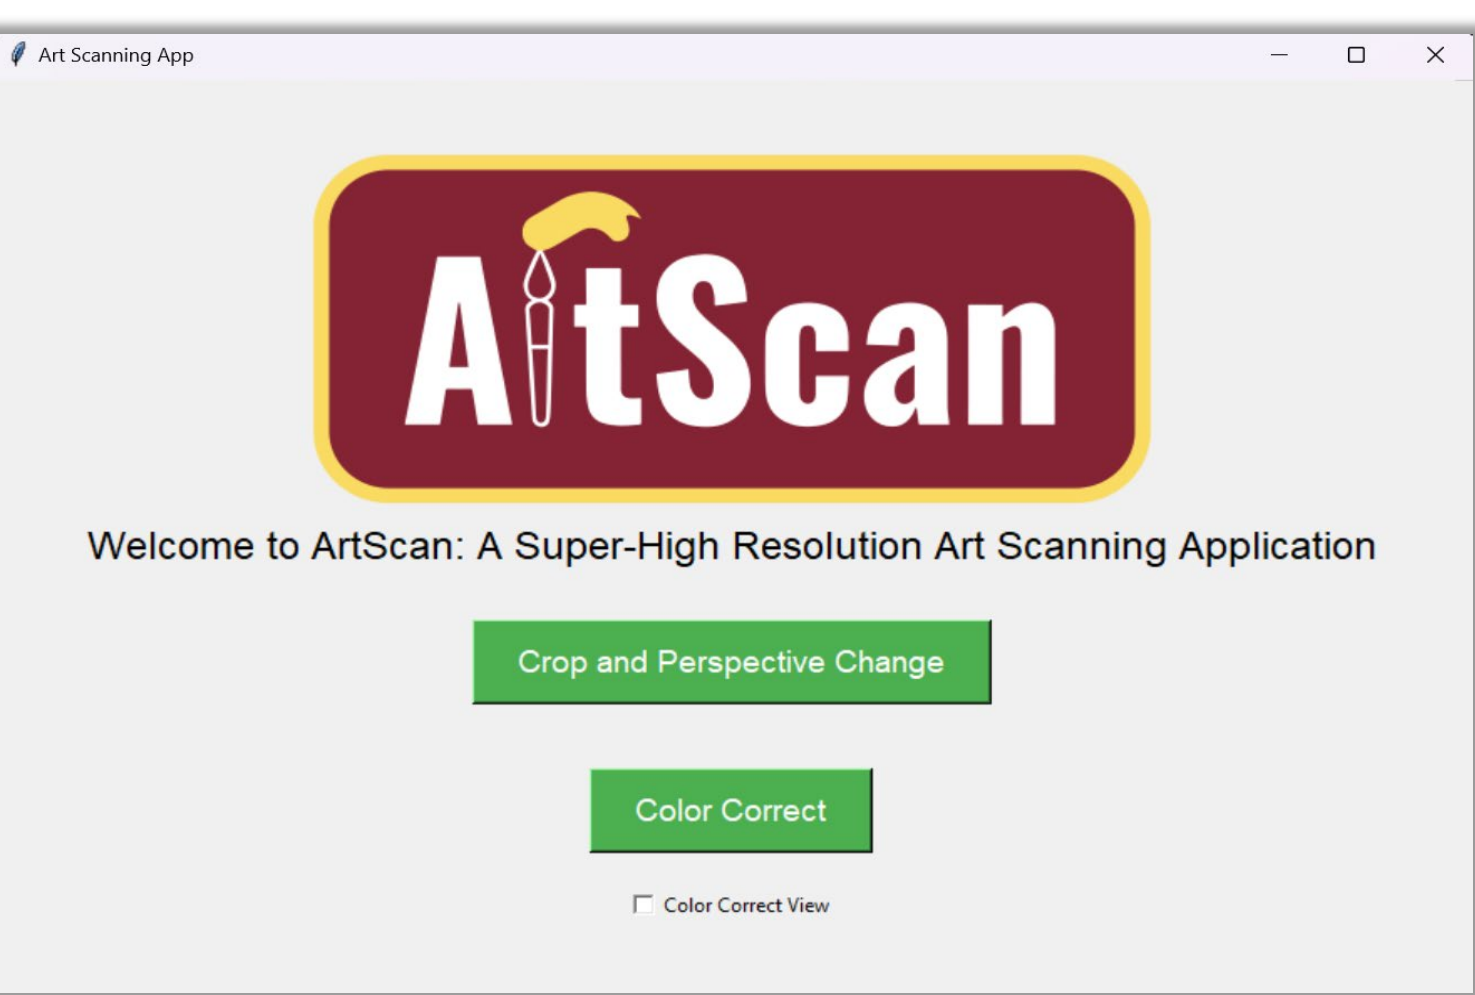 Art Scanning App
ArtScan
Welcome to ArtScan: A Super-High Resolution Art Scanning Application
Crop and Perspective Change
Color Correct
Color Correct View